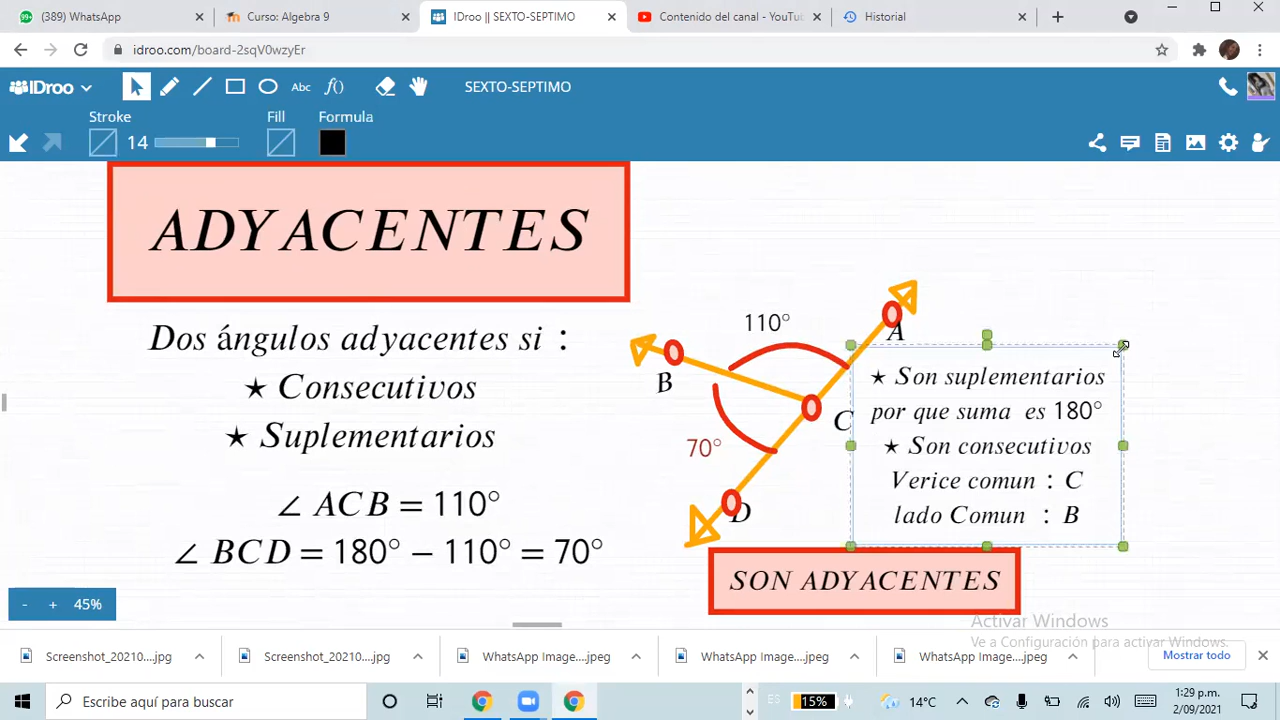 (389) WhatsApp
Curso: Algebra 9
IDroo || SEXTO-SEPTIMO
Contenido del canal - YouTu
Historial
idroo.com/board-2sqV0wzyEr
IDroo
Abc
f()
SEXTO-SEPTIMO
Stroke
Fill
Formula
14
ADYACENTES
Dos ángulos adyacentes si :
★ Consecutivos
★ Suplementarios
∠ ACB = 110°
∠ BCD = 180° − 110° = 70°
110°
A
B
C
70°
D
★ Son suplementarios
por que suma es 180°
★ Son consecutivos
Verice comun : C
lado Comun : B
SON ADYACENTES
- + 45%
Activar Windows
Ve a Configuración para activar Windows.
Screenshot_20210....jpg
Screenshot_20210....jpg
WhatsApp Image....jpeg
WhatsApp Image....jpeg
WhatsApp Image....jpeg
Mostrar todo
Escribe aquí para buscar
ES
15%
14°C
1:29 p.m.
2/09/2021